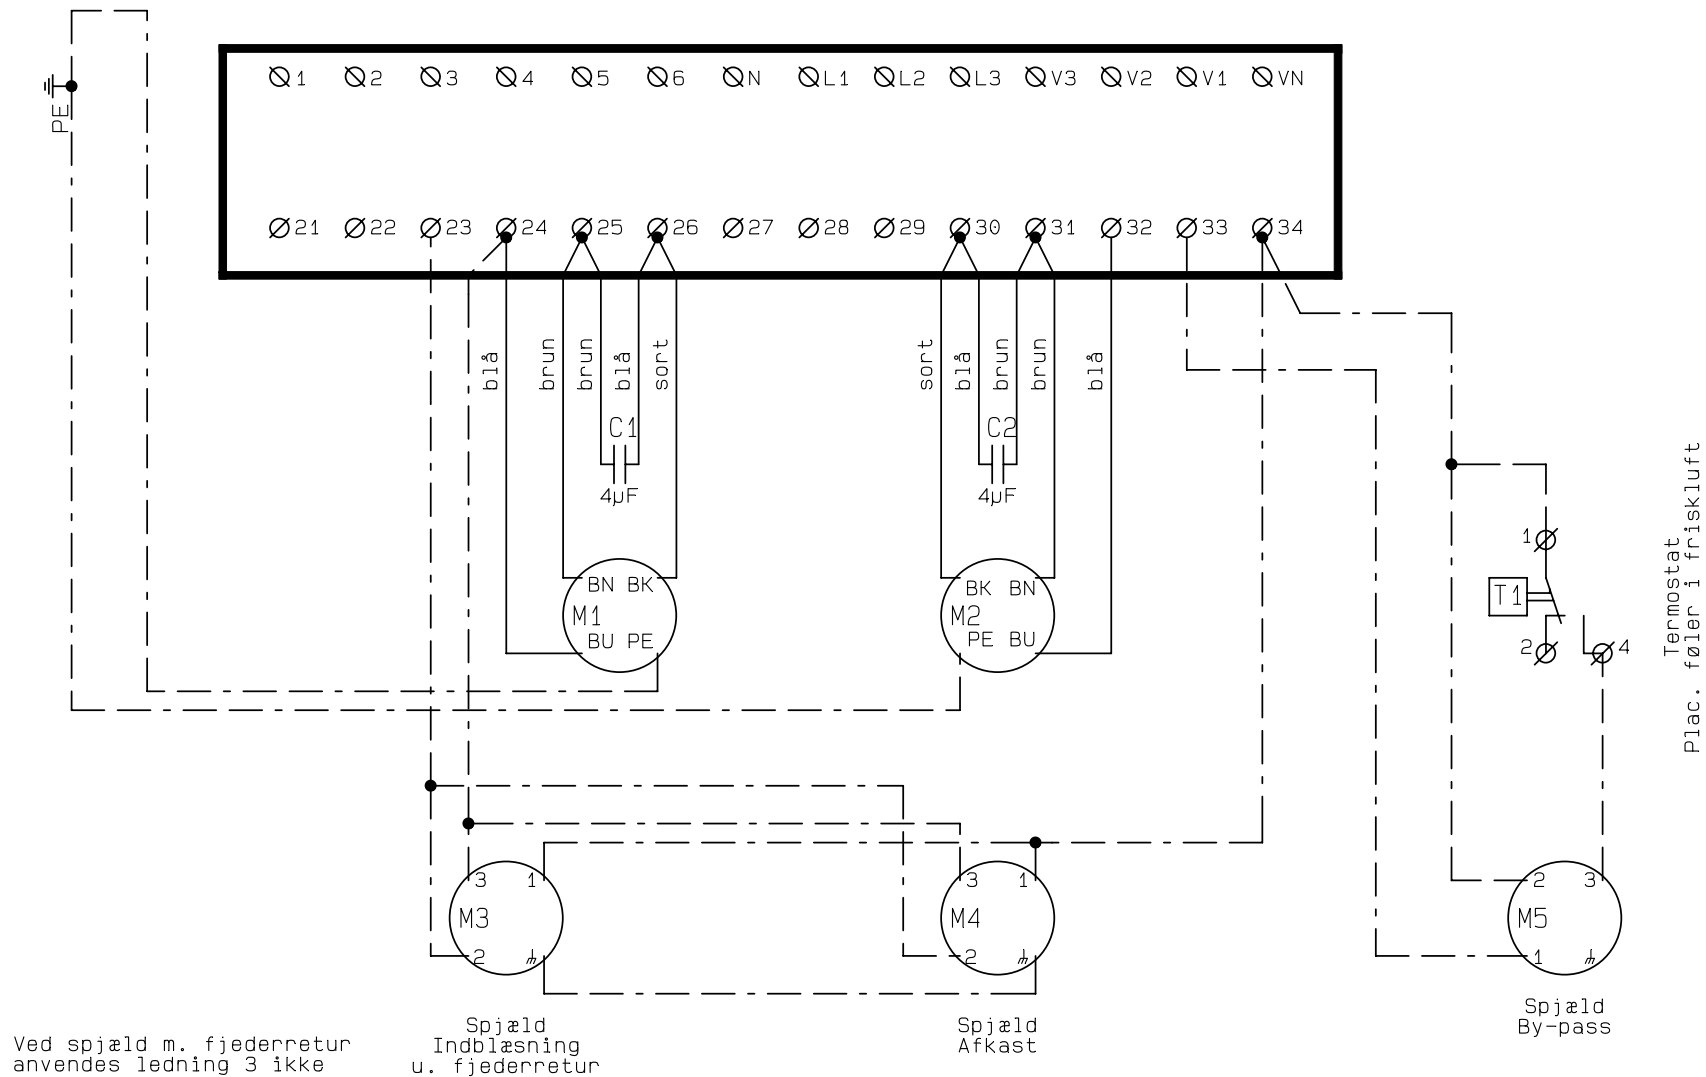 PE
1 2 3 4 5 6 N L1 L2 L3 V3 V2 V1 VN
21 22 23 24 25 26 27 28 29 30 31 32 33 34
blå
brun
brun
blå
sort
sort
blå
brun
brun
blå
C1
4µF
C2
4µF
BN BK
M1
BU PE
BK BN
M2
PE BU
1
T1
2 4
Termostat
Plac. føler i friskluft
3 1
M3
2
3 1
M4
2
2 3
M5
1
Spjæld
Indblæsning
u. fjederretur
Spjæld
Afkast
Spjæld
By-pass
Ved spjæld m. fjederretur
anvendes ledning 3 ikke